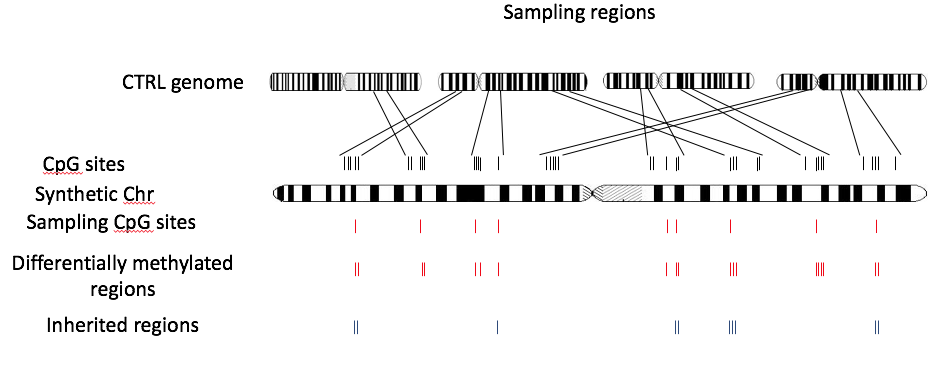 Sampling regions
CTRL genome
CpG sites
Synthetic Chr
Sampling CpG sites
Differentially methylated
regions
Inherited regions